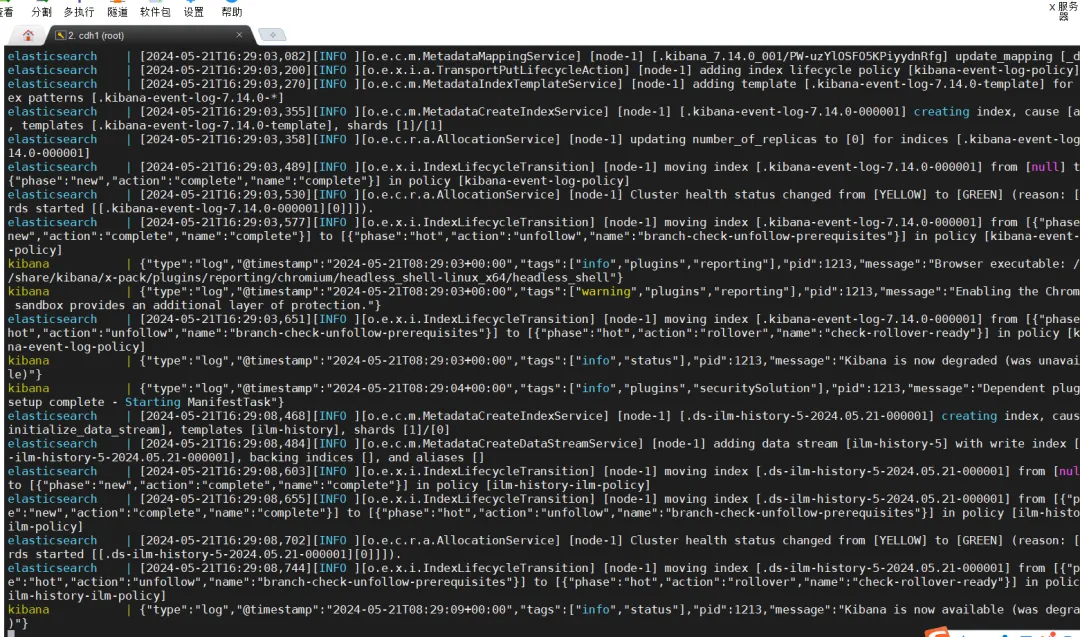 查看 分割 多执行 隧道 软件包 设置 帮助
X 服务器
2. cdh1 (root)
elasticsearch | [2024-05-21T16:29:03,082][INFO ][o.e.c.m.MetadataMappingService] [node-1] [.kibana_7.14.0_001/PW-uzYlOSFO5KPiyydnRfg] update_mapping [_d
elasticsearch | [2024-05-21T16:29:03,200][INFO ][o.e.x.i.a.TransportPutLifecycleAction] [node-1] adding index lifecycle policy [kibana-event-log-policy]
elasticsearch | [2024-05-21T16:29:03,270][INFO ][o.e.c.m.MetadataIndexTemplateService] [node-1] adding template [.kibana-event-log-7.14.0-template] for
ex patterns [.kibana-event-log-7.14.0-*]
elasticsearch | [2024-05-21T16:29:03,355][INFO ][o.e.c.m.MetadataCreateIndexService] [node-1] [.kibana-event-log-7.14.0-000001] creating index, cause [a
, templates [.kibana-event-log-7.14.0-template], shards [1]/[1]
elasticsearch | [2024-05-21T16:29:03,358][INFO ][o.e.c.r.a.AllocationService] [node-1] updating number_of_replicas to [0] for indices [.kibana-event-log
14.0-000001]
elasticsearch | [2024-05-21T16:29:03,489][INFO ][o.e.x.i.IndexLifecycleTransition] [node-1] moving index [.kibana-event-log-7.14.0-000001] from [null] t
{"phase":"new","action":"complete","name":"complete"}] in policy [kibana-event-log-policy]
elasticsearch | [2024-05-21T16:29:03,530][INFO ][o.e.c.r.a.AllocationService] [node-1] Cluster health status changed from [YELLOW] to [GREEN] (reason: [
rds started [[.kibana-event-log-7.14.0-000001][0]]]).
elasticsearch | [2024-05-21T16:29:03,577][INFO ][o.e.x.i.IndexLifecycleTransition] [node-1] moving index [.kibana-event-log-7.14.0-000001] from [{"phase
new","action":"complete","name":"complete"}] to [{"phase":"hot","action":"unfollow","name":"branch-check-unfollow-prerequisites"}] in policy [kibana-event-
-policy]
kibana | {"type":"log","@timestamp":"2024-05-21T08:29:03+00:00","tags":["info","plugins","reporting"],"pid":1213,"message":"Browser executable: /
/share/kibana/x-pack/plugins/reporting/chromium/headless_shell-linux_x64/headless_shell"}
kibana | {"type":"log","@timestamp":"2024-05-21T08:29:03+00:00","tags":["warning","plugins","reporting"],"pid":1213,"message":"Enabling the Chrom
sandbox provides an additional layer of protection."}
elasticsearch | [2024-05-21T16:29:03,651][INFO ][o.e.x.i.IndexLifecycleTransition] [node-1] moving index [.kibana-event-log-7.14.0-000001] from [{"phase
hot","action":"unfollow","name":"branch-check-unfollow-prerequisites"}] to [{"phase":"hot","action":"rollover","name":"check-rollover-ready"}] in policy [k
na-event-log-policy]
kibana | {"type":"log","@timestamp":"2024-05-21T08:29:03+00:00","tags":["info","status"],"pid":1213,"message":"Kibana is now degraded (was unavai
le)"}
kibana | {"type":"log","@timestamp":"2024-05-21T08:29:04+00:00","tags":["info","plugins","securitySolution"],"pid":1213,"message":"Dependent plug
setup complete - Starting ManifestTask"}
elasticsearch | [2024-05-21T16:29:08,468][INFO ][o.e.c.m.MetadataCreateIndexService] [node-1] [.ds-ilm-history-5-2024.05.21-000001] creating index, caus
initialize_data_stream], templates [ilm-history], shards [1]/[0]
elasticsearch | [2024-05-21T16:29:08,484][INFO ][o.e.c.m.MetadataCreateDataStreamService] [node-1] adding data stream [ilm-history-5] with write index [
-ilm-history-5-2024.05.21-000001], backing indices [], and aliases []
elasticsearch | [2024-05-21T16:29:08,603][INFO ][o.e.x.i.IndexLifecycleTransition] [node-1] moving index [.ds-ilm-history-5-2024.05.21-000001] from [nul
to [{"phase":"new","action":"complete","name":"complete"}] in policy [ilm-history-ilm-policy]
elasticsearch | [2024-05-21T16:29:08,655][INFO ][o.e.x.i.IndexLifecycleTransition] [node-1] moving index [.ds-ilm-history-5-2024.05.21-000001] from [{"p
e":"new","action":"complete","name":"complete"}] to [{"phase":"hot","action":"unfollow","name":"branch-check-unfollow-prerequisites"}] in policy [ilm-histo
ilm-policy]
elasticsearch | [2024-05-21T16:29:08,702][INFO ][o.e.c.r.a.AllocationService] [node-1] Cluster health status changed from [YELLOW] to [GREEN] (reason: [
rds started [[.ds-ilm-history-5-2024.05.21-000001][0]]]).
elasticsearch | [2024-05-21T16:29:08,744][INFO ][o.e.x.i.IndexLifecycleTransition] [node-1] moving index [.ds-ilm-history-5-2024.05.21-000001] from [{"p
e":"hot","action":"unfollow","name":"branch-check-unfollow-prerequisites"}] to [{"phase":"hot","action":"rollover","name":"check-rollover-ready"}] in polic
ilm-history-ilm-policy]
kibana | {"type":"log","@timestamp":"2024-05-21T08:29:09+00:00","tags":["info","status"],"pid":1213,"message":"Kibana is now available (was degra
)"}